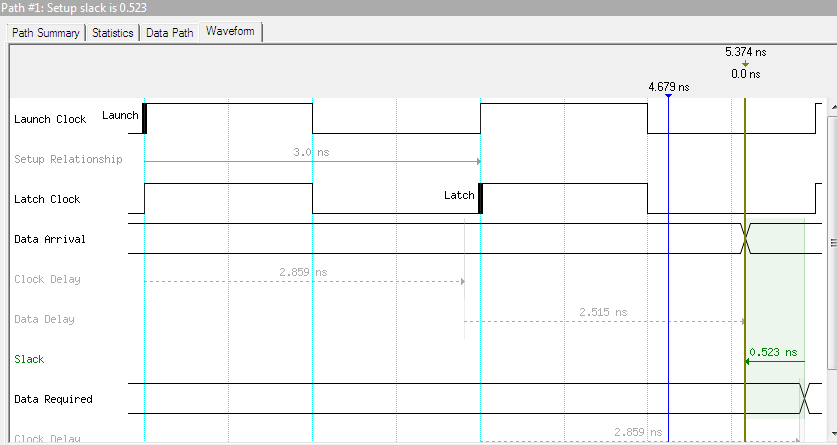 Path #1: Setup slack is 0.523
Path Summary Statistics Data Path Waveform
5.374 ns
0.0 ns
4.679 ns
Launch Clock Launch
Setup Relationship 3.0 ns
Latch Clock Latch
Data Arrival
Clock Delay 2.859 ns
Data Delay 2.515 ns
Slack 0.523 ns
Data Required
Clock Delay 2.859 ns